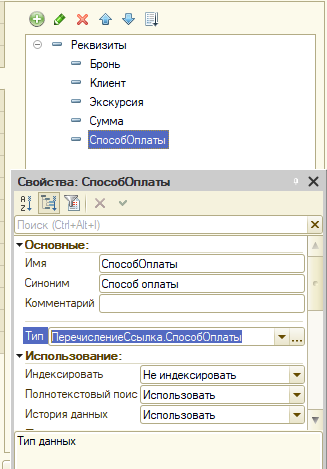 Реквизиты
Бронь
Клиент
Экскурсия
Сумма
СпособОплаты
Свойства: СпособОплаты
Поиск (Ctrl+Alt+I)
Основные:
Имя СпособОплаты
Синоним Способ оплаты
Комментарий
Тип ПеречислениеСсылка.СпособОплаты ...
Использование:
Индексировать Не индексировать
Полнотекстовый поис Использовать
История данных Использовать
Тип данных